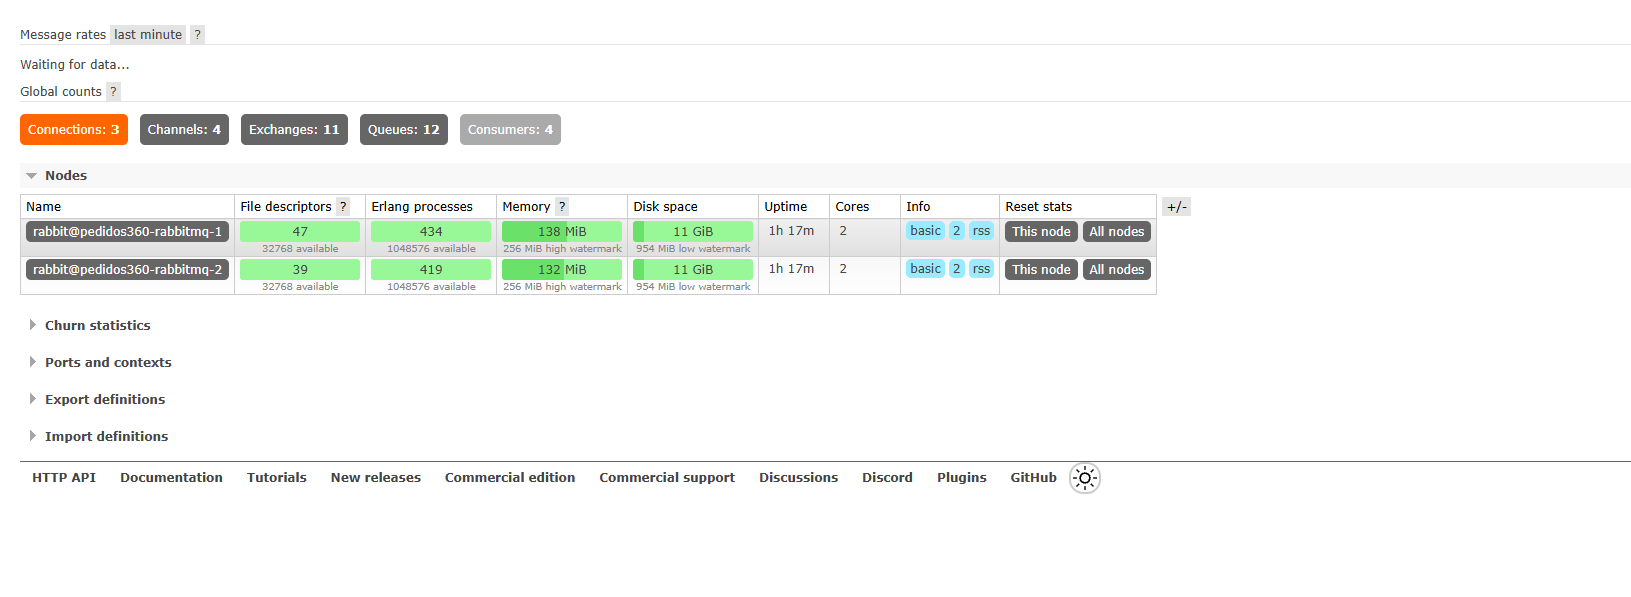 Message rates last minute ?
Waiting for data...
Global counts ?
Connections: 3 Channels: 4 Exchanges: 11 Queues: 12 Consumers: 4
Nodes
Name File descriptors ? Erlang processes Memory ? Disk space Uptime Cores Info Reset stats +/-
rabbit@pedidos360-rabbitmq-1 47 434 138 MiB 11 GiB 1h 17m 2 basic 2 rss This node All nodes
32768 available 1048576 available 256 MiB high watermark 954 MiB low watermark
rabbit@pedidos360-rabbitmq-2 39 419 132 MiB 11 GiB 1h 17m 2 basic 2 rss This node All nodes
32768 available 1048576 available 256 MiB high watermark 954 MiB low watermark
Churn statistics
Ports and contexts
Export definitions
Import definitions
HTTP API Documentation Tutorials New releases Commercial edition Commercial support Discussions Discord Plugins GitHub